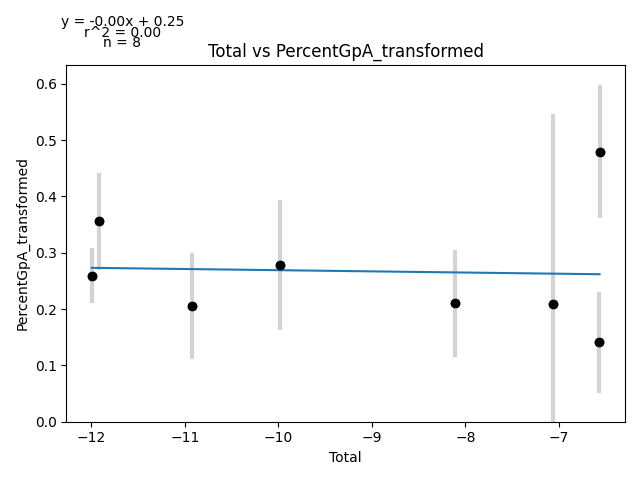 y = -0.00x + 0.25
r^2 = 0.00
n = 8
Total vs PercentGpA_transformed
PercentGpA_transformed
0.6
0.5
0.4
0.3
0.2
0.1
0.0
−12
−11
−10
−9
−8
−7
Total